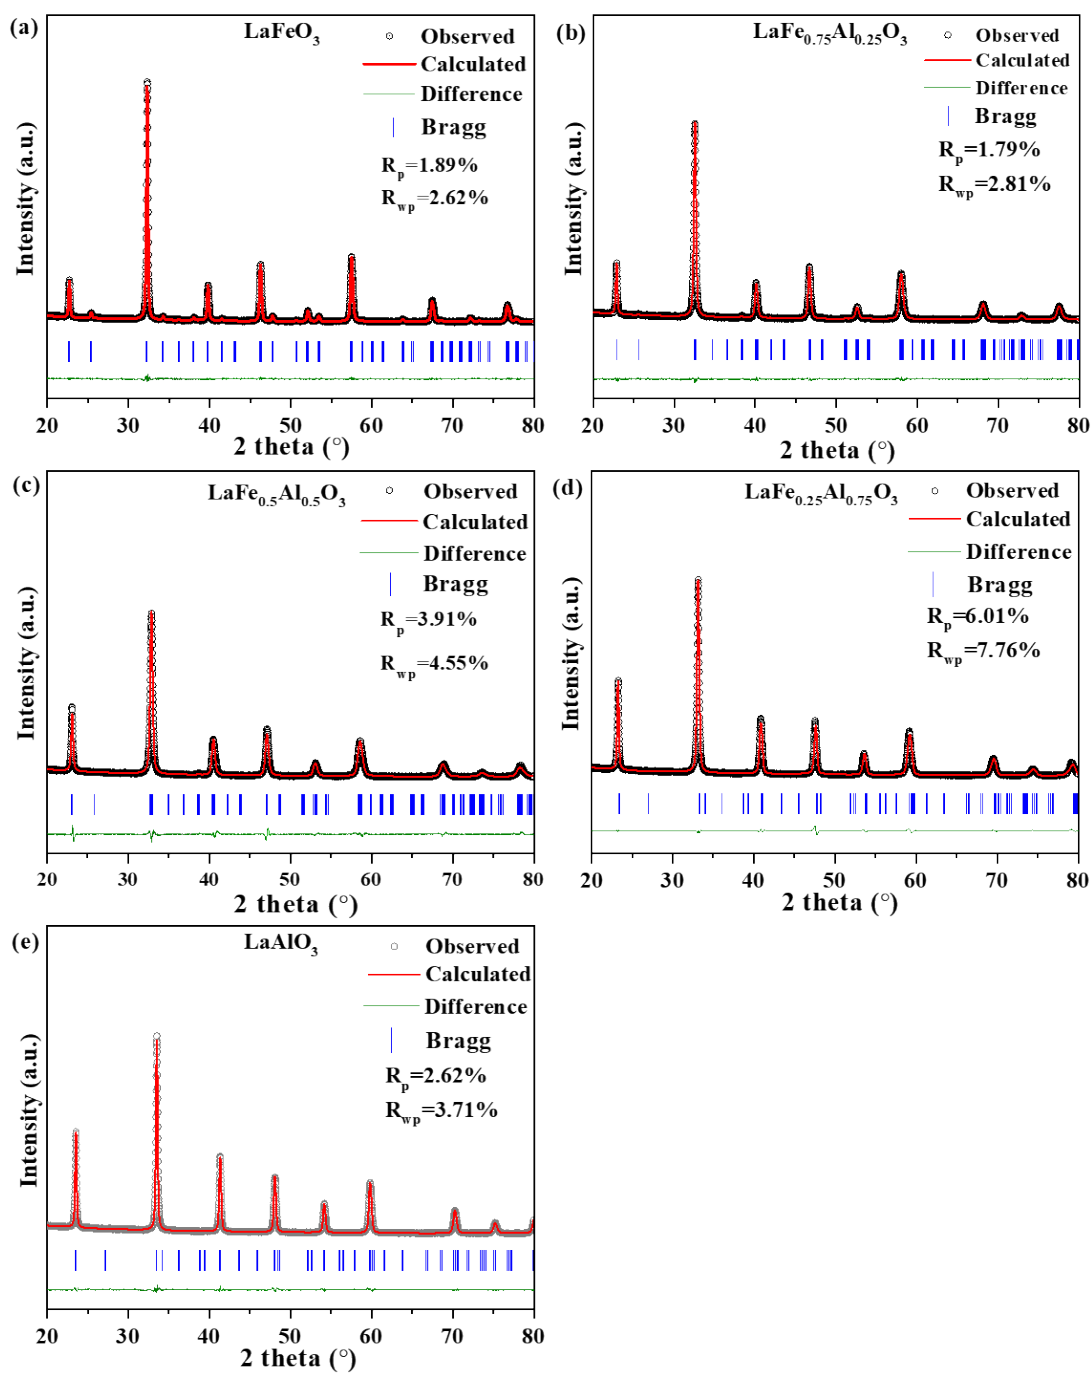 (a)
LaFeO3
Observed
Calculated
Difference
Bragg
Rp=1.89%
Rwp=2.62%
Intensity (a.u.)
20 30 40 50 60 70 80
2 theta (°)
(b)
LaFe0.75Al0.25O3
Observed
Calculated
Difference
Bragg
Rp=1.79%
Rwp=2.81%
Intensity (a.u.)
20 30 40 50 60 70 80
2 theta (°)
(c)
LaFe0.5Al0.5O3
Observed
Calculated
Difference
Bragg
Rp=3.91%
Rwp=4.55%
Intensity (a.u.)
20 30 40 50 60 70 80
2 theta (°)
(d)
LaFe0.25Al0.75O3
Observed
Calculated
Difference
Bragg
Rp=6.01%
Rwp=7.76%
Intensity (a.u.)
20 30 40 50 60 70 80
2 theta (°)
(e)
LaAlO3
Observed
Calculated
Difference
Bragg
Rp=2.62%
Rwp=3.71%
Intensity (a.u.)
20 30 40 50 60 70 80
2 theta (°)